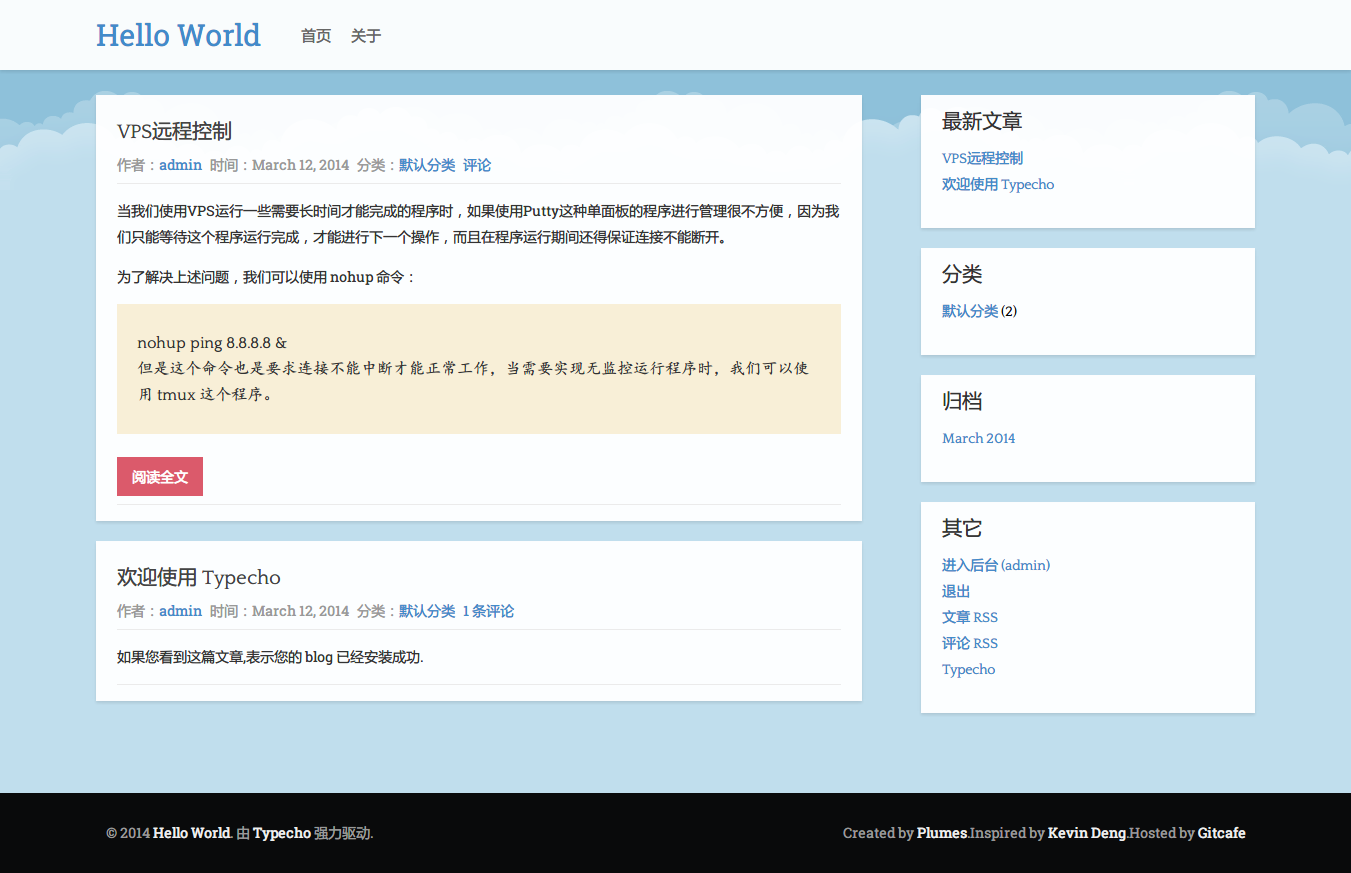 Hello World
首页 关于
VPS远程控制
作者：admin 时间：March 12, 2014 分类：默认分类 评论
当我们使用VPS运行一些需要长时间才能完成的程序时，如果使用Putty这种单面板的程序进行管理很不方便，因为我
们只能等待这个程序运行完成，才能进行下一个操作，而且在程序运行期间还得保证连接不能断开。
为了解决上述问题，我们可以使用 nohup 命令：
nohup ping 8.8.8.8 &
但是这个命令也是要求连接不能中断才能正常工作，当需要实现无监控运行程序时，我们可以使
用 tmux 这个程序。
阅读全文
欢迎使用 Typecho
作者：admin 时间：March 12, 2014 分类：默认分类 1 条评论
如果您看到这篇文章,表示您的 blog 已经安装成功.
最新文章
VPS远程控制
欢迎使用 Typecho
分类
默认分类 (2)
归档
March 2014
其它
进入后台 (admin)
退出
文章 RSS
评论 RSS
Typecho
© 2014 Hello World. 由 Typecho 强力驱动.
Created by Plumes.Inspired by Kevin Deng.Hosted by Gitcafe